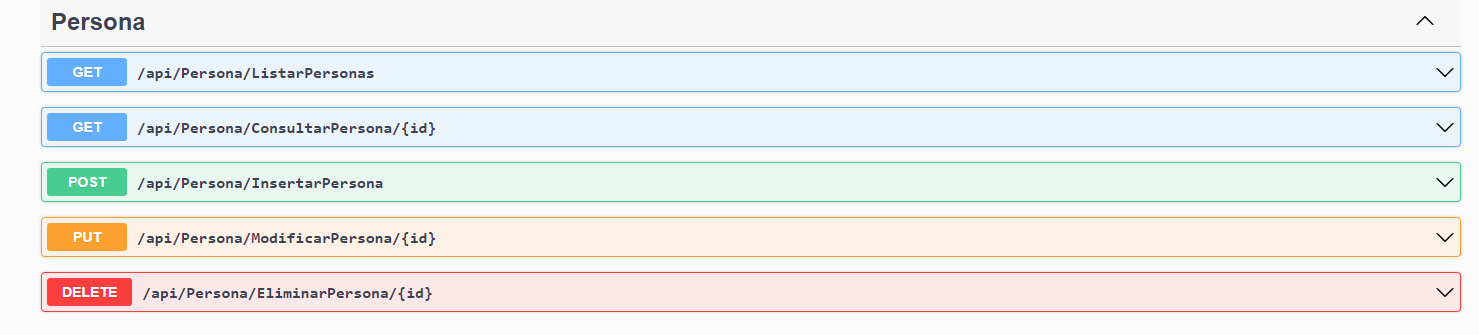 Persona
GET /api/Persona/ListarPersonas
GET /api/Persona/ConsultarPersona/{id}
POST /api/Persona/InsertarPersona
PUT /api/Persona/ModificarPersona/{id}
DELETE /api/Persona/EliminarPersona/{id}